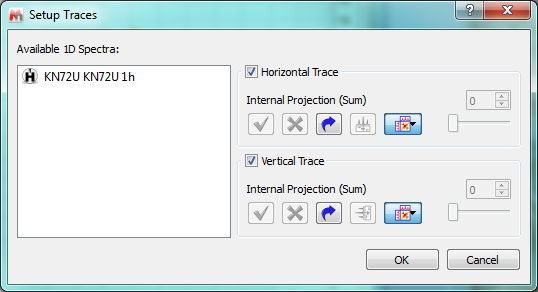 Setup Traces
Available 1D Spectra:
H KN72U KN72U 1h
Horizontal Trace
Internal Projection (Sum)
0
Vertical Trace
Internal Projection (Sum)
0
OK Cancel